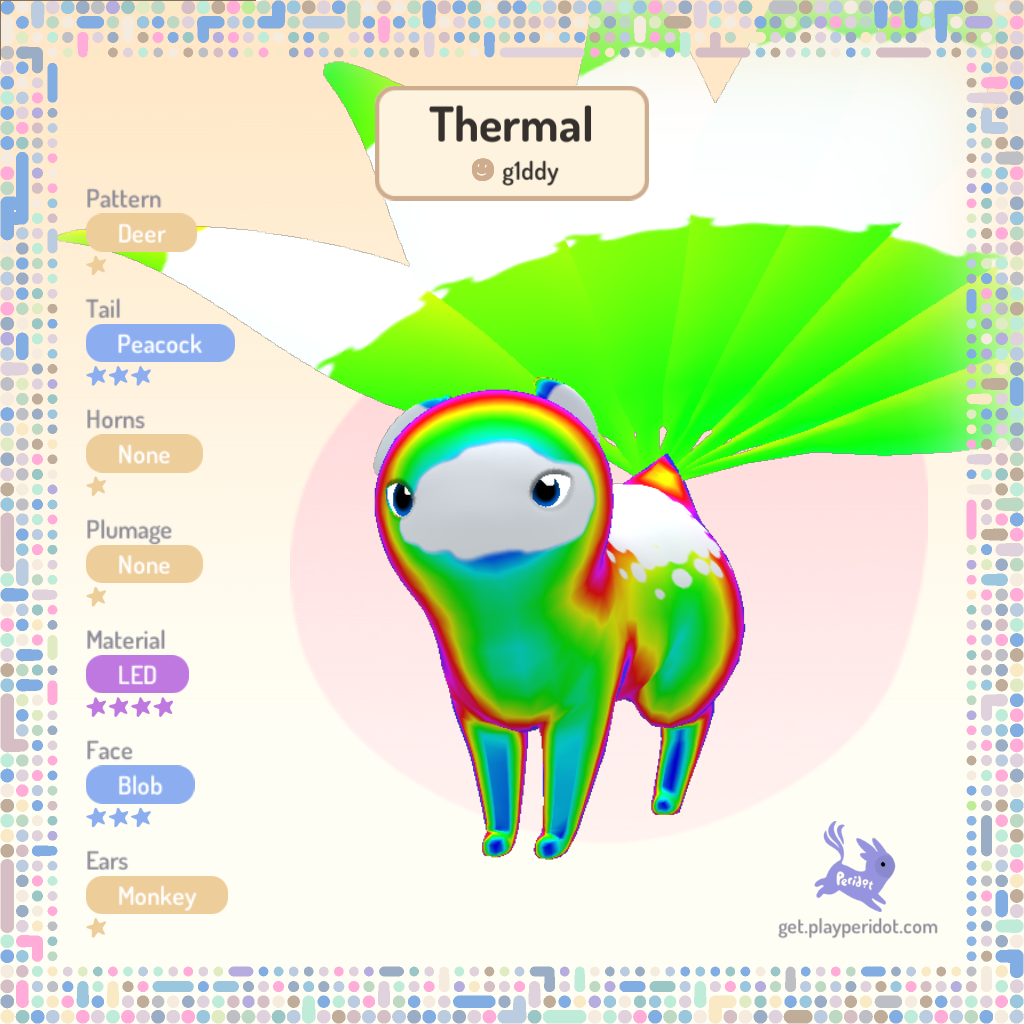 Thermal
g1ddy
Pattern
Deer
Tail
Peacock
Horns
None
Plumage
None
Material
LED
Face
Blob
Ears
Monkey
Peridot
get.playperidot.com